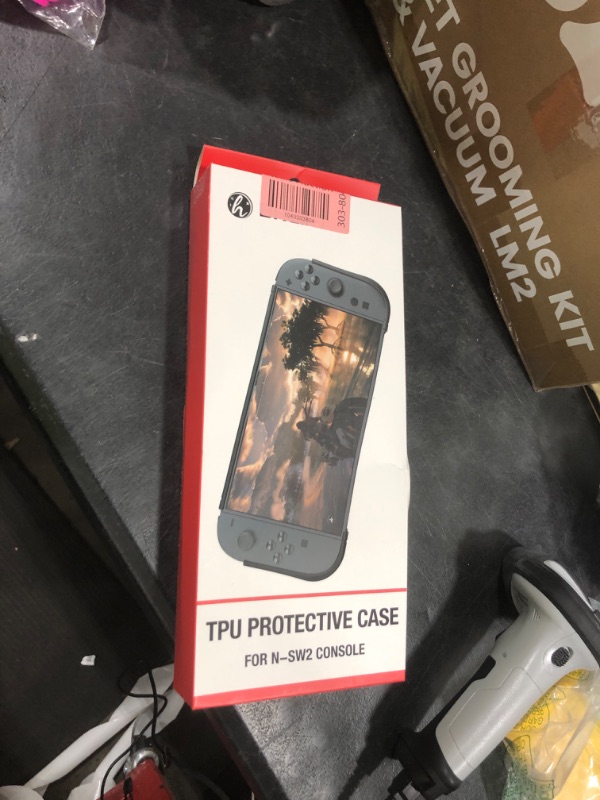 ET GROOMING KIT
& VACUUM LM2
h
303-80
TPU PROTECTIVE CASE
FOR N-SW2 CONSOLE